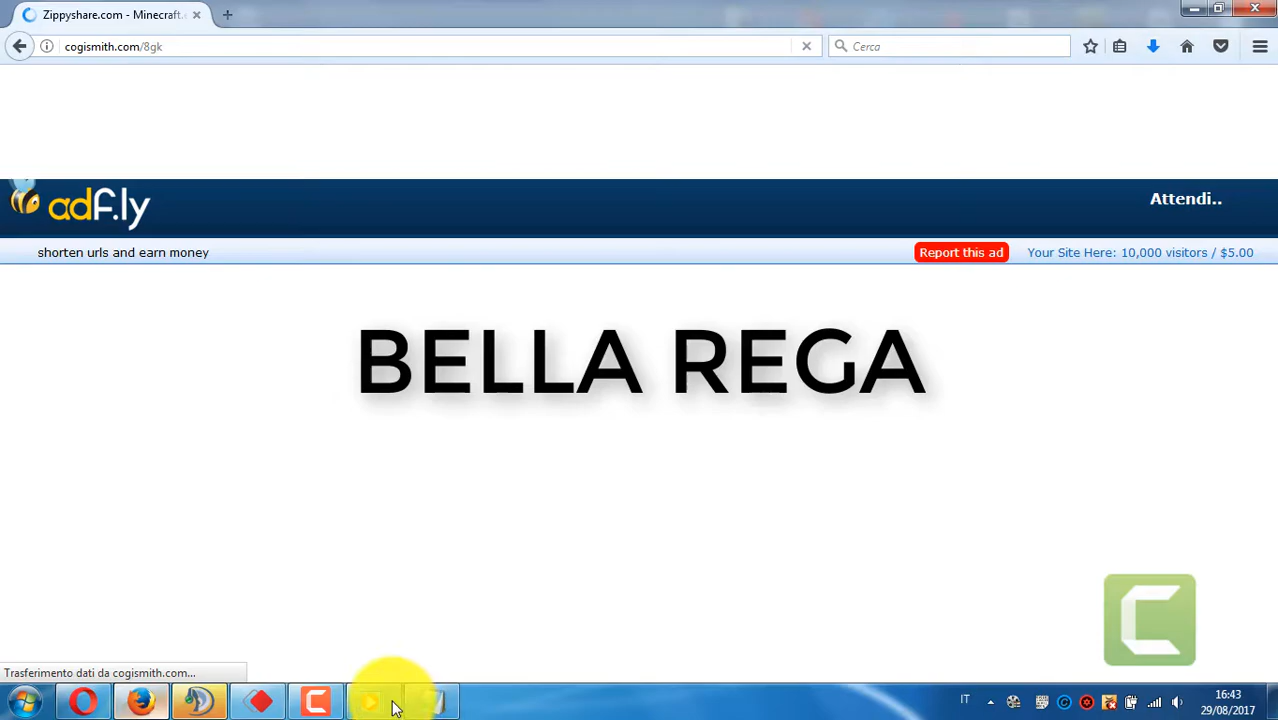 Zippyshare.com - Minecraft.e
cogismith.com/8gk
Cerca
adf.ly
Attendi..
shorten urls and earn money
Report this ad
Your Site Here: 10,000 visitors / $5.00
BELLA REGA
Trasferimento dati da cogismith.com...
IT
16:43
29/08/2017